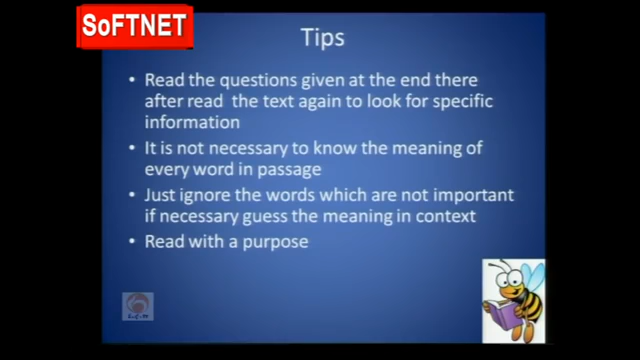 SoFTNET
Tips
• Read the questions given at the end there
after read the text again to look for specific
information
• It is not necessary to know the meaning of
every word in passage
• Just ignore the words which are not important
if necessary guess the meaning in context
• Read with a purpose